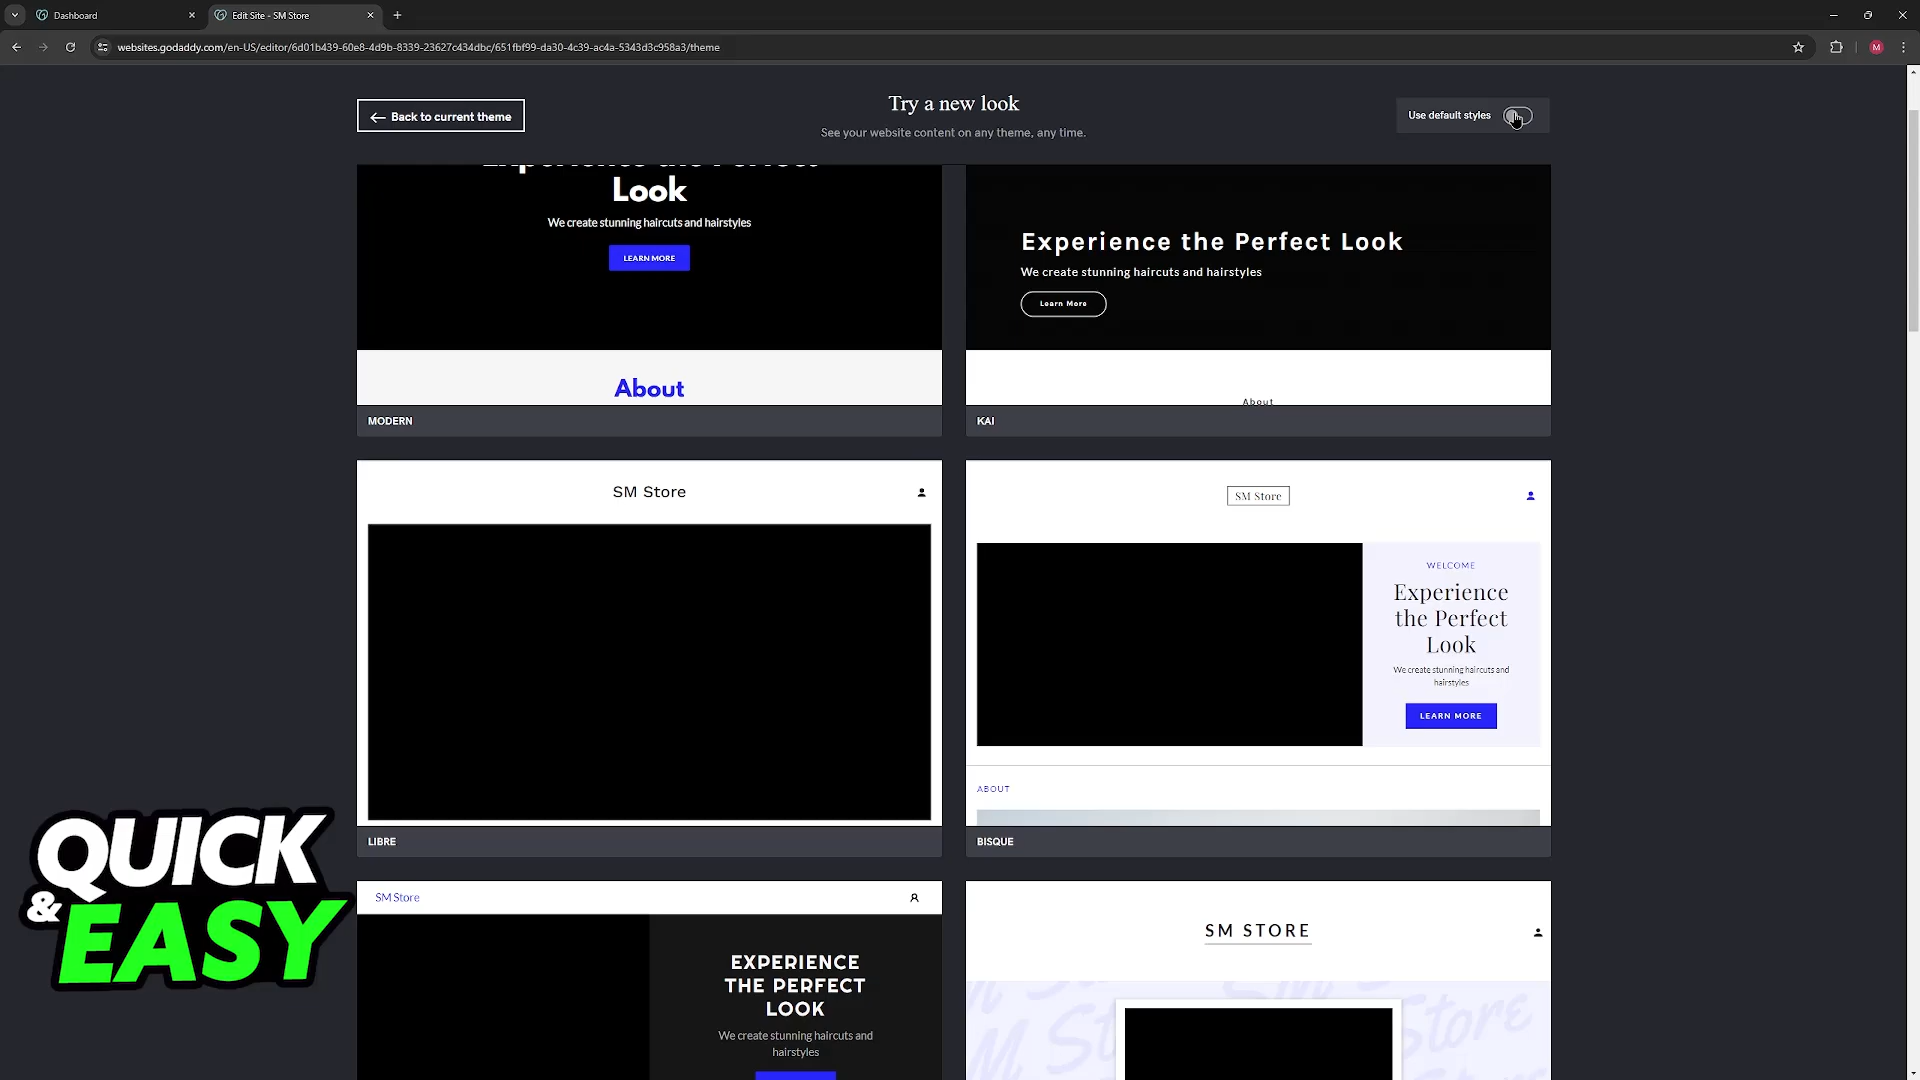 Dashboard
Edit Site - SM Store
websites.godaddy.com/en-US/editor/6d01b439-60e8-4d9b-8339-23627c434dbc/651fbf99-da30-4c39-ac4a-5343d3c958a3/theme
M
Back to current theme
Try a new look
See your website content on any theme, any time.
Use default styles
Look
We create stunning haircuts and hairstyles
LEARN MORE
About
MODERN
Experience the Perfect Look
We create stunning haircuts and hairstyles
Learn More
About
KAI
SM Store
LIBRE
SM Store
WELCOME
Experience
the Perfect
Look
We create stunning haircuts and
hairstyles
LEARN MORE
ABOUT
BISQUE
SM Store
EXPERIENCE
THE PERFECT
LOOK
We create stunning haircuts and
hairstyles
SM STORE
QUICK
& EASY